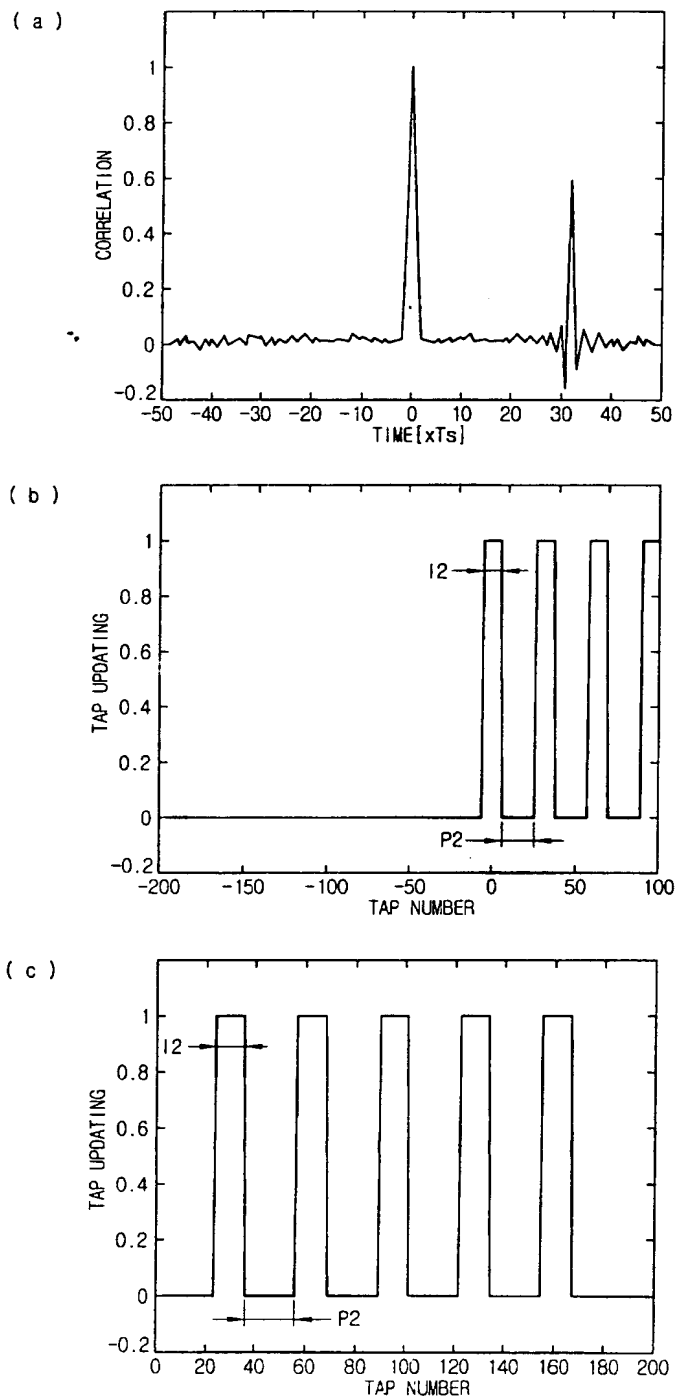 ( a )
1
0.8
0.6
0.4
0.2
0
-0.2
CORRELATION
-50 -40 -30 -20 -10 0 10 20 30 40 50
TIME[xTs]
( b )
1
0.8
0.6
0.4
0.2
0
-0.2
TAP UPDATING
I2
P2
-200 -150 -100 -50 0 50 100
TAP NUMBER
( c )
1
0.8
0.6
0.4
0.2
0
-0.2
TAP UPDATING
I2
P2
0 20 40 60 80 100 120 140 160 180 200
TAP NUMBER